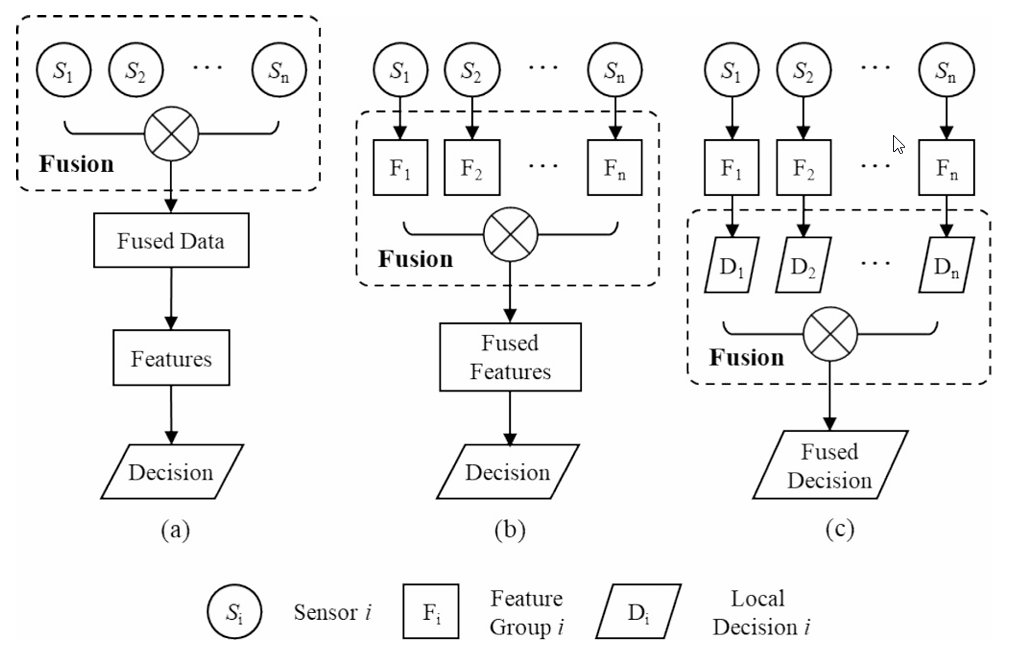 S1 S2 ··· Sn
Fusion
Fused Data
Features
Decision
(a)
S1 S2 ··· Sn
F1 F2 ··· Fn
Fusion
Fused
Features
Decision
(b)
S1 S2 ··· Sn
F1 F2 ··· Fn
D1 D2 ··· Dn
Fusion
Fused
Decision
(c)
Si Sensor i
Fi Feature
Group i
Di Local
Decision i